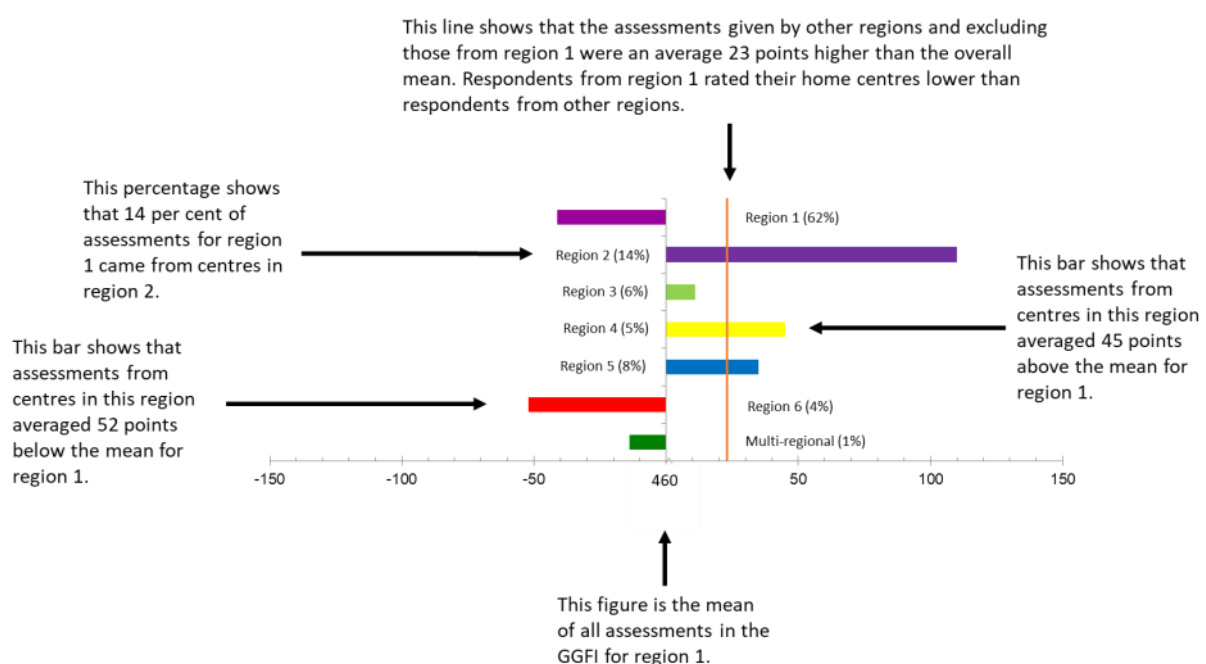 This line shows that the assessments given by other regions and excluding
those from region 1 were an average 23 points higher than the overall
mean. Respondents from region 1 rated their home centres lower than
respondents from other regions.
This percentage shows
that 14 per cent of
assessments for region
1 came from centres in
region 2.
This bar shows that
assessments from
centres in this region
averaged 52 points
below the mean for
region 1.
Region 1 (62%)
Region 2 (14%)
Region 3 (6%)
Region 4 (5%)
Region 5 (8%)
Region 6 (4%)
Multi-regional (1%)
This bar shows that
assessments from
centres in this region
averaged 45 points
above the mean for
region 1.
-150 -100 -50 460 50 100 150
This figure is the mean
of all assessments in the
GGFI for region 1.